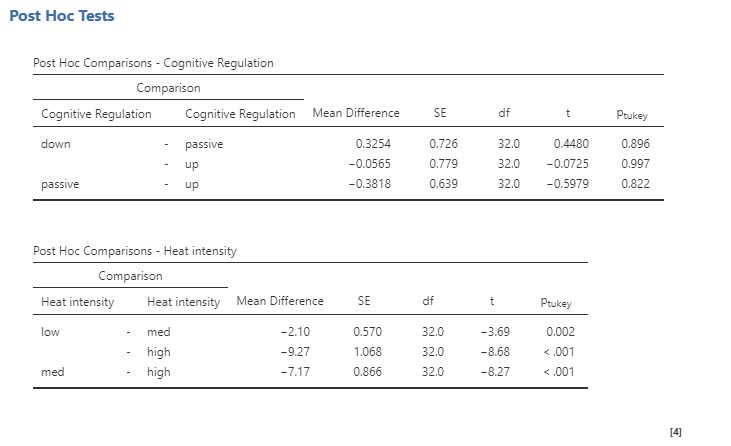 Post Hoc Tests
Post Hoc Comparisons - Cognitive Regulation
Comparison
Cognitive Regulation Cognitive Regulation Mean Difference SE df t Ptukey
down - passive 0.3254 0.726 32.0 0.4480 0.896
- up −0.0565 0.779 32.0 −0.0725 0.997
passive - up −0.3818 0.639 32.0 −0.5979 0.822
Post Hoc Comparisons - Heat intensity
Comparison
Heat intensity Heat intensity Mean Difference SE df t Ptukey
low - med −2.10 0.570 32.0 −3.69 0.002
- high −9.27 1.068 32.0 −8.68 < .001
med - high −7.17 0.866 32.0 −8.27 < .001
[4]